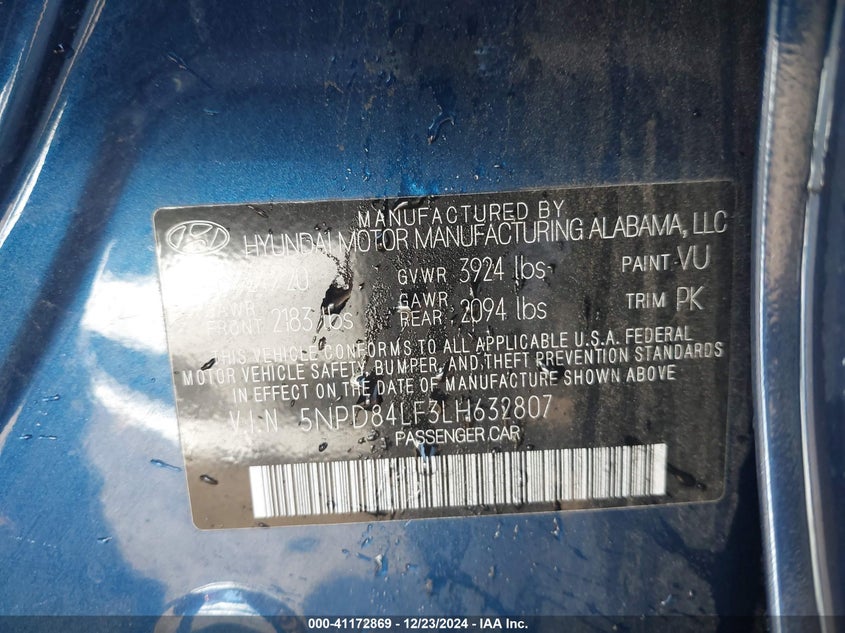 MANUFACTURED BY
HYUNDAI MOTOR MANUFACTURING ALABAMA, LLC
GVWR 3924 lbs
PAINT VU
GAWR FRONT 2183 lbs
GAWR REAR 2094 lbs
TRIM PK
THIS VEHICLE CONFORMS TO ALL APPLICABLE U.S.A. FEDERAL
MOTOR VEHICLE SAFETY, BUMPER, AND THEFT PREVENTION STANDARDS
IN EFFECT ON THE DATE OF MANUFACTURE SHOWN ABOVE
V.I.N 5NPD84LF3LH632807
PASSENGER CAR
000-41172869 - 12/23/2024 - IAA Inc.